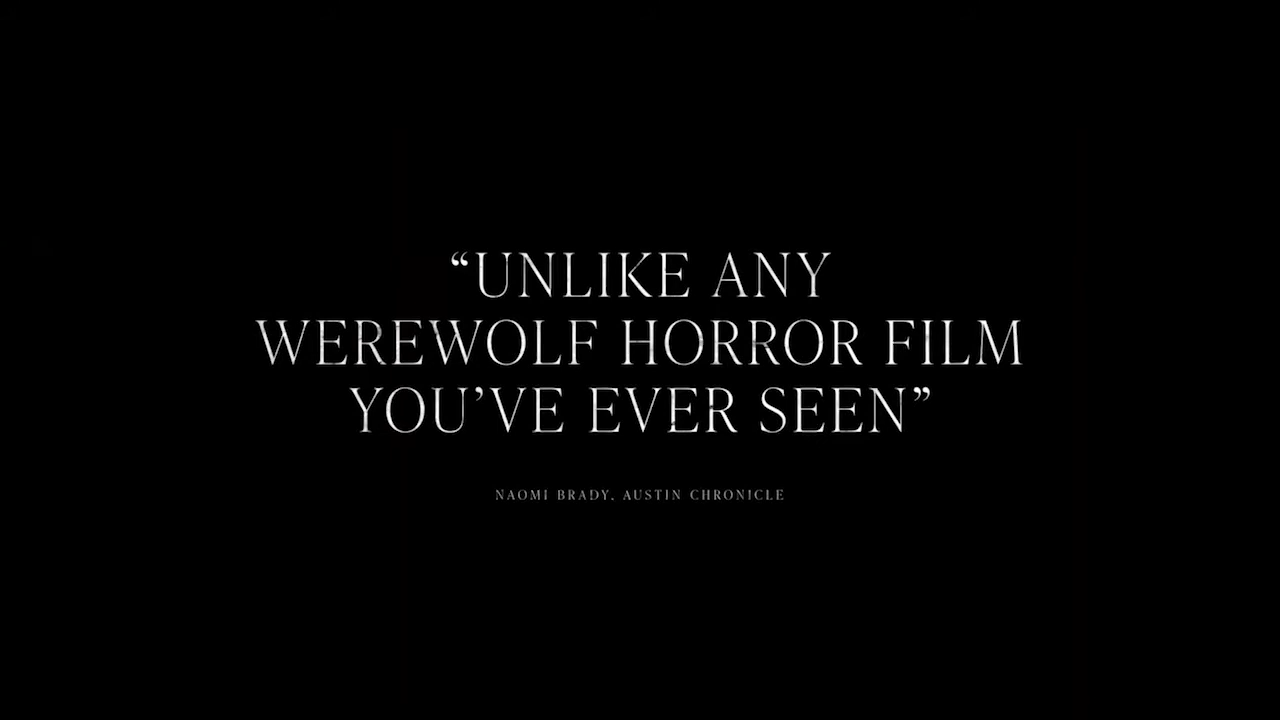 “UNLIKE ANY
WEREWOLF HORROR FILM
YOU’VE EVER SEEN”
NAOMI BRADY, AUSTIN CHRONICLE